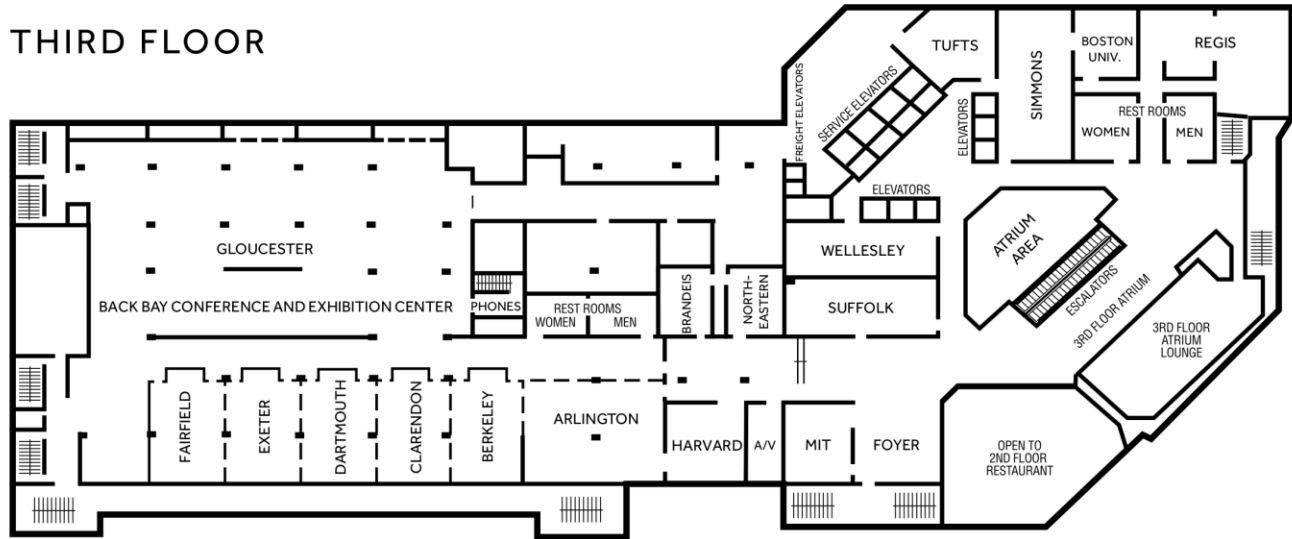 THIRD FLOOR
TUFTS
BOSTON
UNIV.
REGIS
SIMMONS
FREIGHT ELEVATORS
SERVICE ELEVATORS
ELEVATORS
REST ROOMS
WOMEN
MEN
ELEVATORS
ATRIUM
AREA
GLOUCESTER
WELLESLEY
ESCALATORS
BACK BAY CONFERENCE AND EXHIBITION CENTER
PHONES
REST ROOMS
WOMEN
MEN
BRANDEIS
NORTH-
EASTERN
SUFFOLK
3RD FLOOR ATRIUM
3RD FLOOR
ATRIUM
LOUNGE
FAIRFIELD
EXETER
DARTMOUTH
CLARENDON
BERKELEY
ARLINGTON
HARVARD
A/V
MIT
FOYER
OPEN TO
2ND FLOOR
RESTAURANT